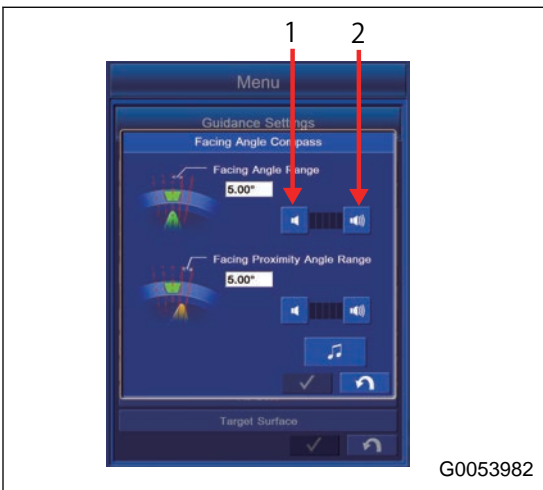 1 2
Menu
Guidance Settings
Facing Angle Compass
Facing Angle Range
5.00°
Facing Proximity Angle Range
5.00°
Target Surface
G0053982